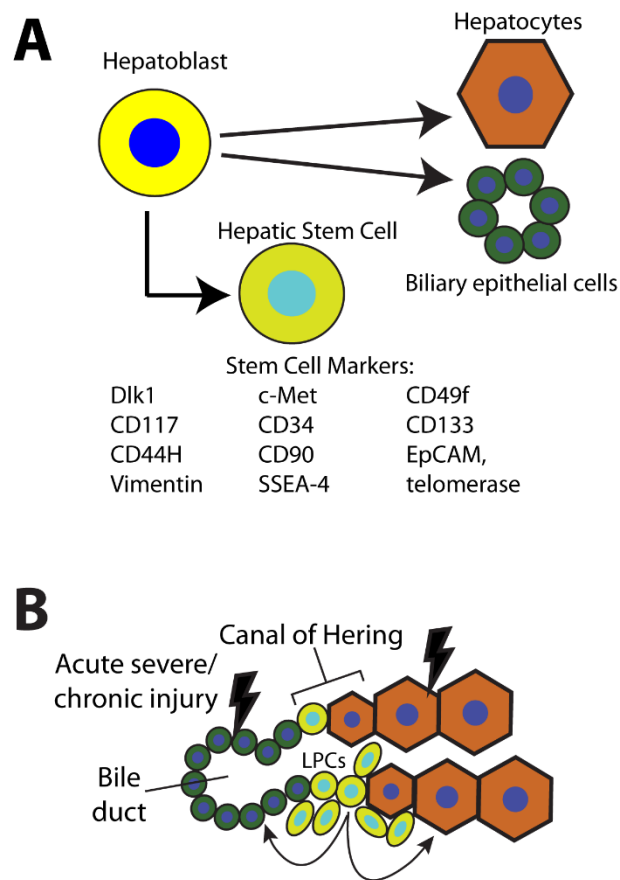 A
Hepatoblast
Hepatocytes
Hepatic Stem Cell
Biliary epithelial cells
Stem Cell Markers:
Dlk1 c-Met CD49f
CD117 CD34 CD133
CD44H CD90 EpCAM,
Vimentin SSEA-4 telomerase
B
Canal of Hering
Acute severe/
chronic injury
LPCs
Bile
duct